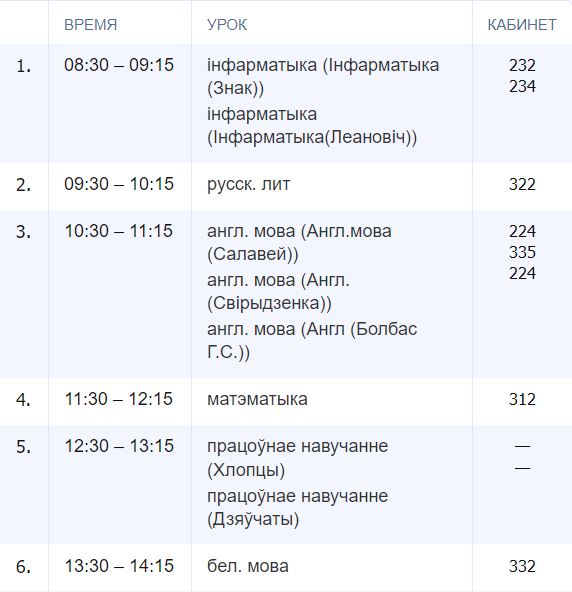 ВРЕМЯ УРОК КАБИНЕТ
1. 08:30 – 09:15 інфарматыка (Інфарматыка 232
(Знак)) 234
інфарматыка
(Інфарматыка(Леановіч))
2. 09:30 – 10:15 русск. лит 322
3. 10:30 – 11:15 англ. мова (Англ.мова 224
(Салавей)) 335
англ. мова (Англ. 224
(Свірыдзенка))
англ. мова (Англ (Болбас
Г.С.))
4. 11:30 – 12:15 матэматыка 312
5. 12:30 – 13:15 працоўнае навучанне —
(Хлопцы) —
працоўнае навучанне
(Дзяўчаты)
6. 13:30 – 14:15 бел. мова 332